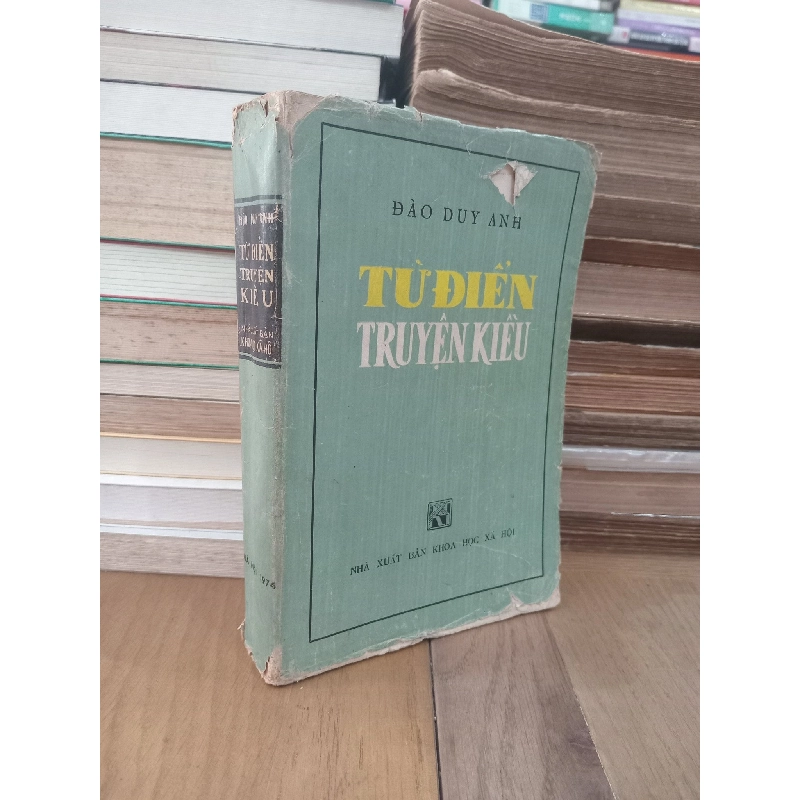 ĐÀO DUY ANH
TỪ ĐIỂN
TRUYỆN KIỀU
NHÀ XUẤT BẢN KHOA HỌC XÃ HỘI
TỪ ĐIỂN
TRUYỆN
KIỀU